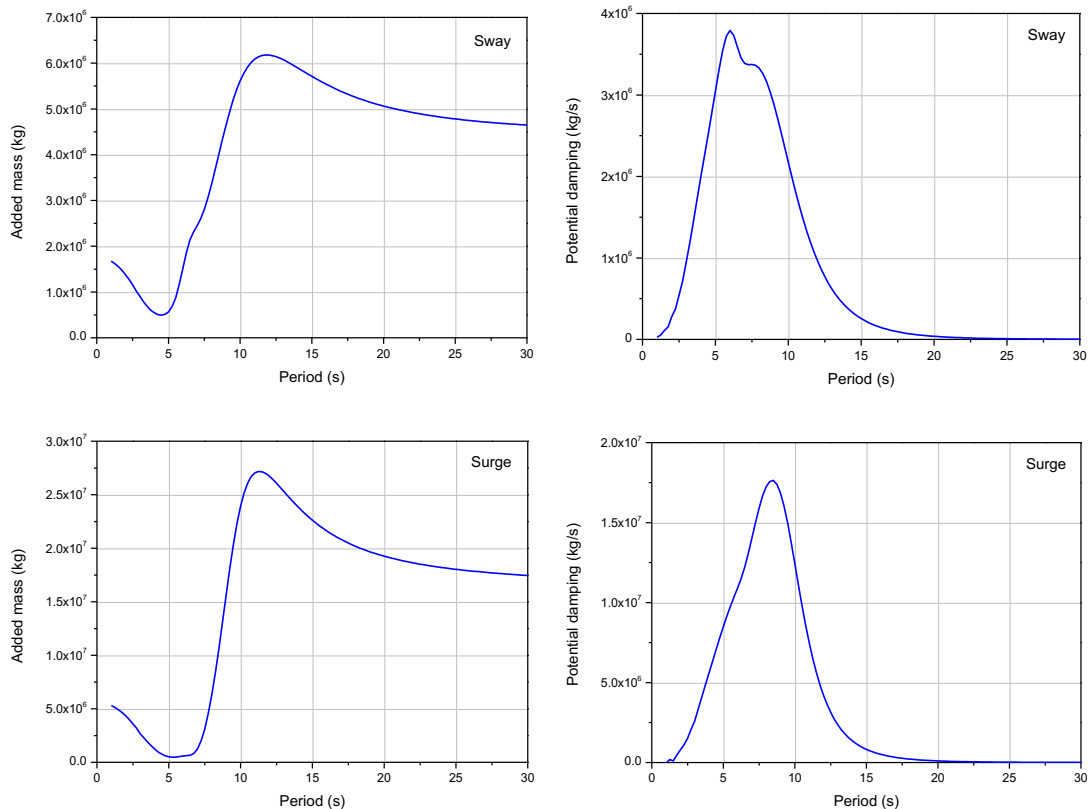 Sway
Added mass (kg)
7.0x10⁶
6.0x10⁶
5.0x10⁶
4.0x10⁶
3.0x10⁶
2.0x10⁶
1.0x10⁶
0.0
0 5 10 15 20 25 30
Period (s)
Sway
Potential damping (kg/s)
4x10⁶
3x10⁶
2x10⁶
1x10⁶
0
0 5 10 15 20 25 30
Period (s)
Surge
Added mass (kg)
3.0x10⁷
2.5x10⁷
2.0x10⁷
1.5x10⁷
1.0x10⁷
5.0x10⁶
0.0
0 5 10 15 20 25 30
Period (s)
Surge
Potential damping (kg/s)
2.0x10⁷
1.5x10⁷
1.0x10⁷
5.0x10⁶
0.0
0 5 10 15 20 25 30
Period (s)